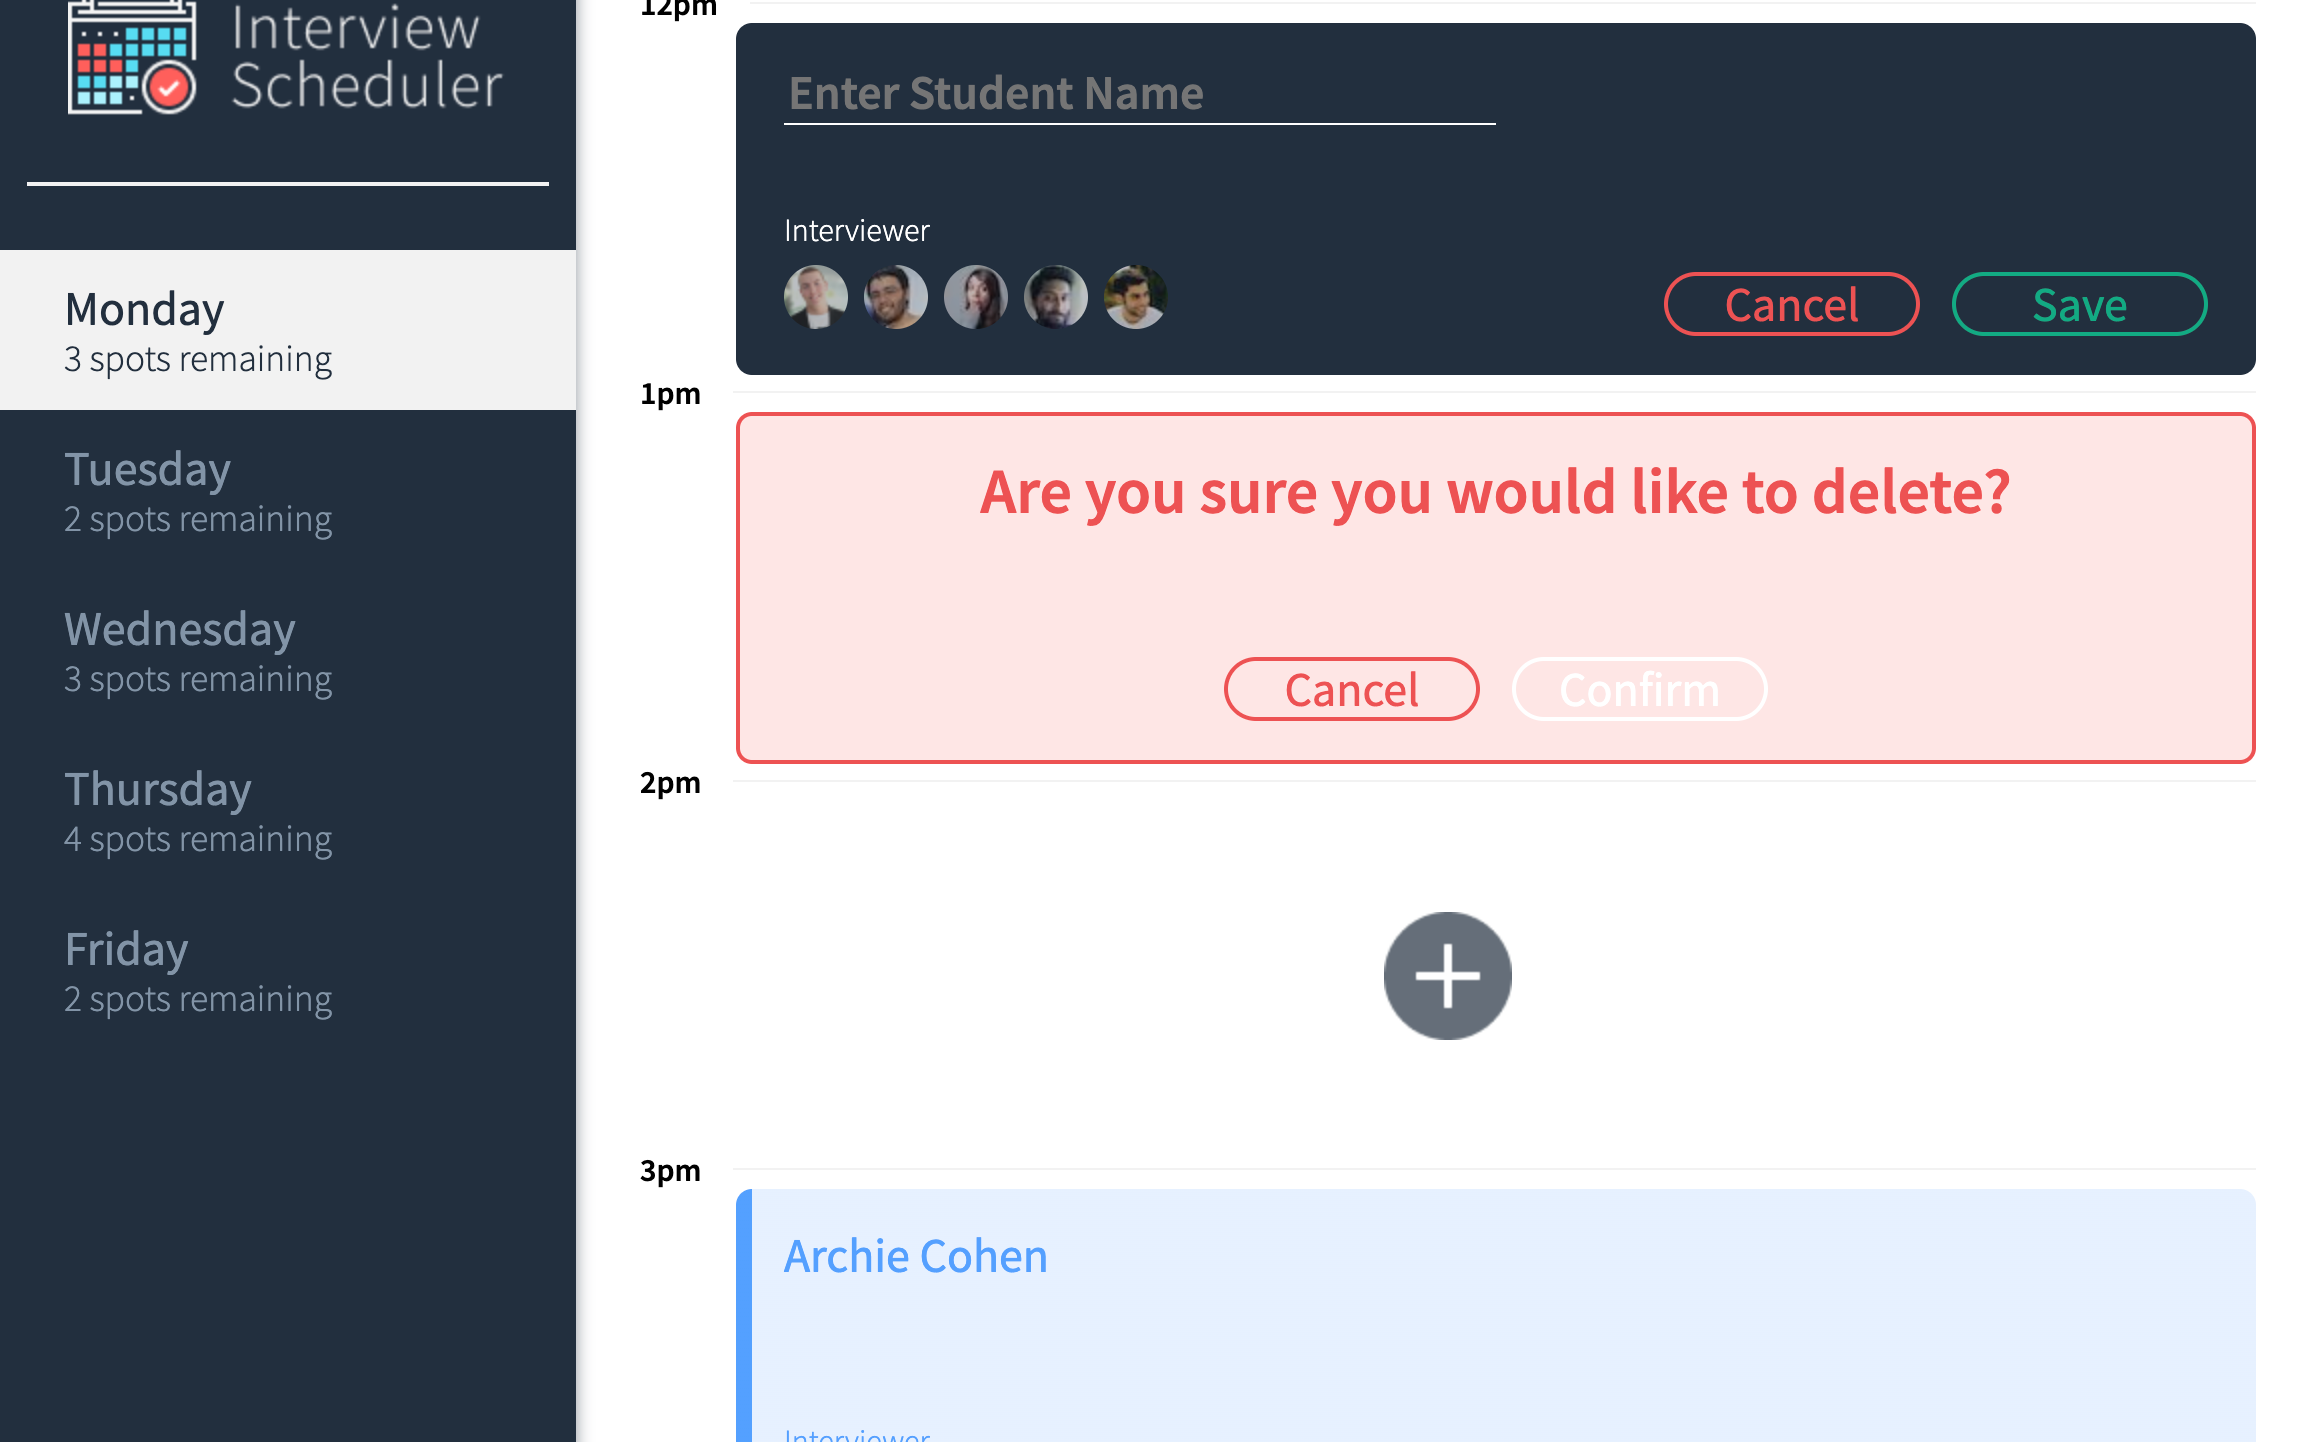 Interview
Scheduler
Monday
3 spots remaining
Tuesday
2 spots remaining
Wednesday
3 spots remaining
Thursday
4 spots remaining
Friday
2 spots remaining
12pm
Enter Student Name
Interviewer
Cancel Save
1pm
Are you sure you would like to delete?
Cancel Confirm
2pm
3pm
Archie Cohen
Interviewer